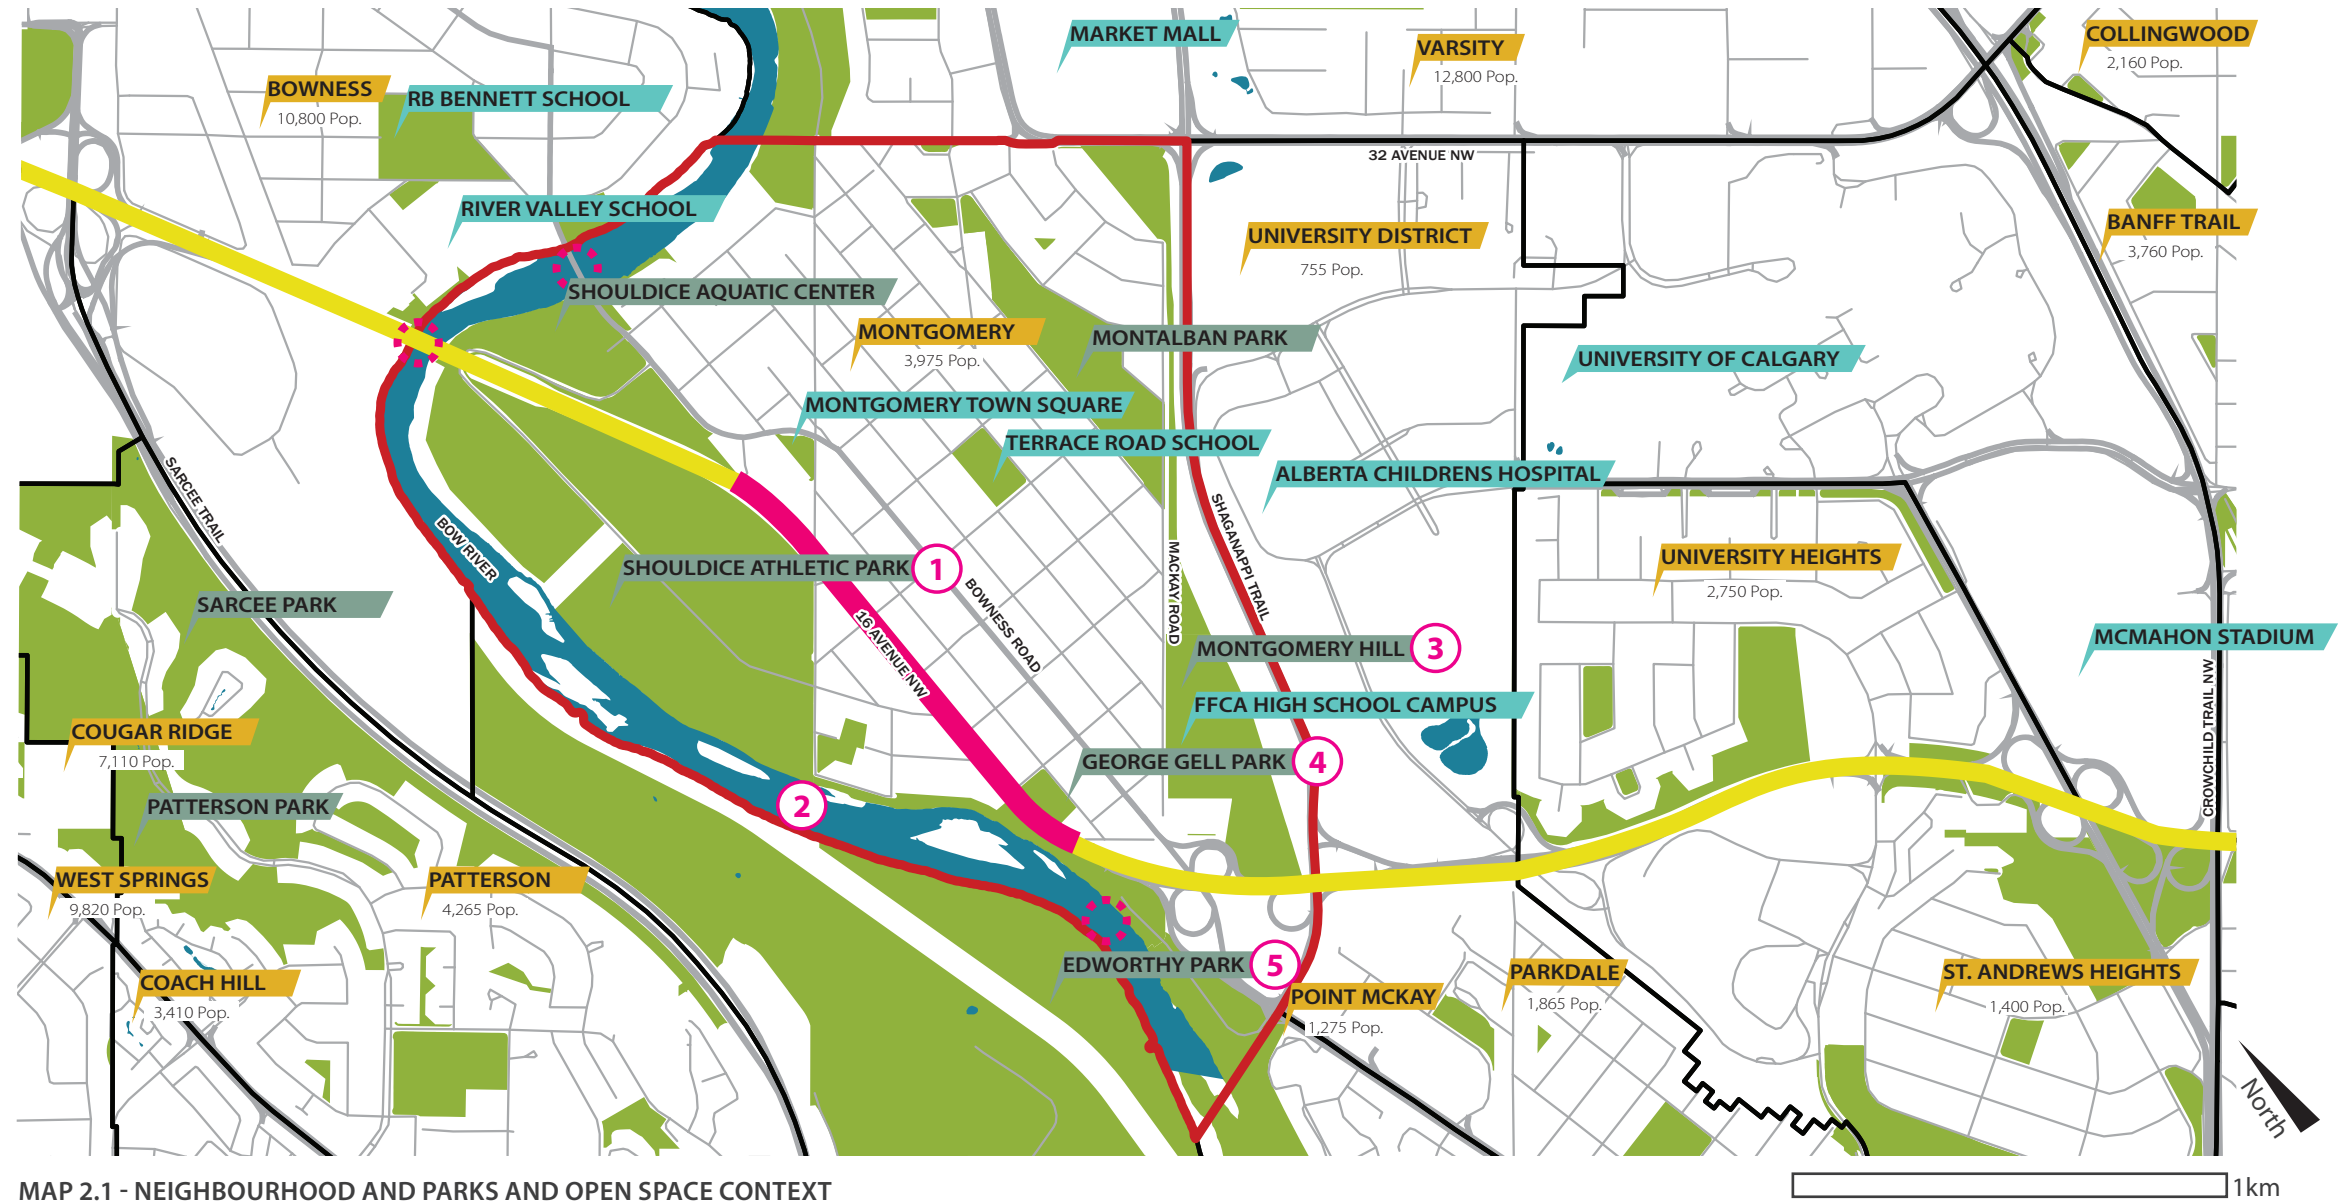 MARKET MALL
VARSITY
12,800 Pop.
COLLINGWOOD
2,160 Pop.
BOWNESS
10,800 Pop.
RB BENNETT SCHOOL
32 AVENUE NW
RIVER VALLEY SCHOOL
UNIVERSITY DISTRICT
755 Pop.
BANFF TRAIL
3,760 Pop.
SHOULDICE AQUATIC CENTER
MONTGOMERY
3,975 Pop.
MONTALBAN PARK
UNIVERSITY OF CALGARY
MONTGOMERY TOWN SQUARE
TERRACE ROAD SCHOOL
ALBERTA CHILDRENS HOSPITAL
SARCEE TRAIL
BOW RIVER
SHAGANAPPI TRAIL
MACKAY ROAD
SHOULDICE ATHLETIC PARK 1
BOWNESS ROAD
16 AVENUE NW
UNIVERSITY HEIGHTS
2,750 Pop.
SARCEE PARK
MONTGOMERY HILL 3
MCMAHON STADIUM
CROWCHILD TRAIL NW
FFCA HIGH SCHOOL CAMPUS
COUGAR RIDGE
7,110 Pop.
GEORGE GELL PARK 4
PATTERSON PARK
2
WEST SPRINGS
9,820 Pop.
PATTERSON
4,265 Pop.
EDWORTHY PARK 5
PARKDALE
1,865 Pop.
ST. ANDREWS HEIGHTS
1,400 Pop.
COACH HILL
3,410 Pop.
POINT MCKAY
1,275 Pop.
North
MAP 2.1 - NEIGHBOURHOOD AND PARKS AND OPEN SPACE CONTEXT
1km